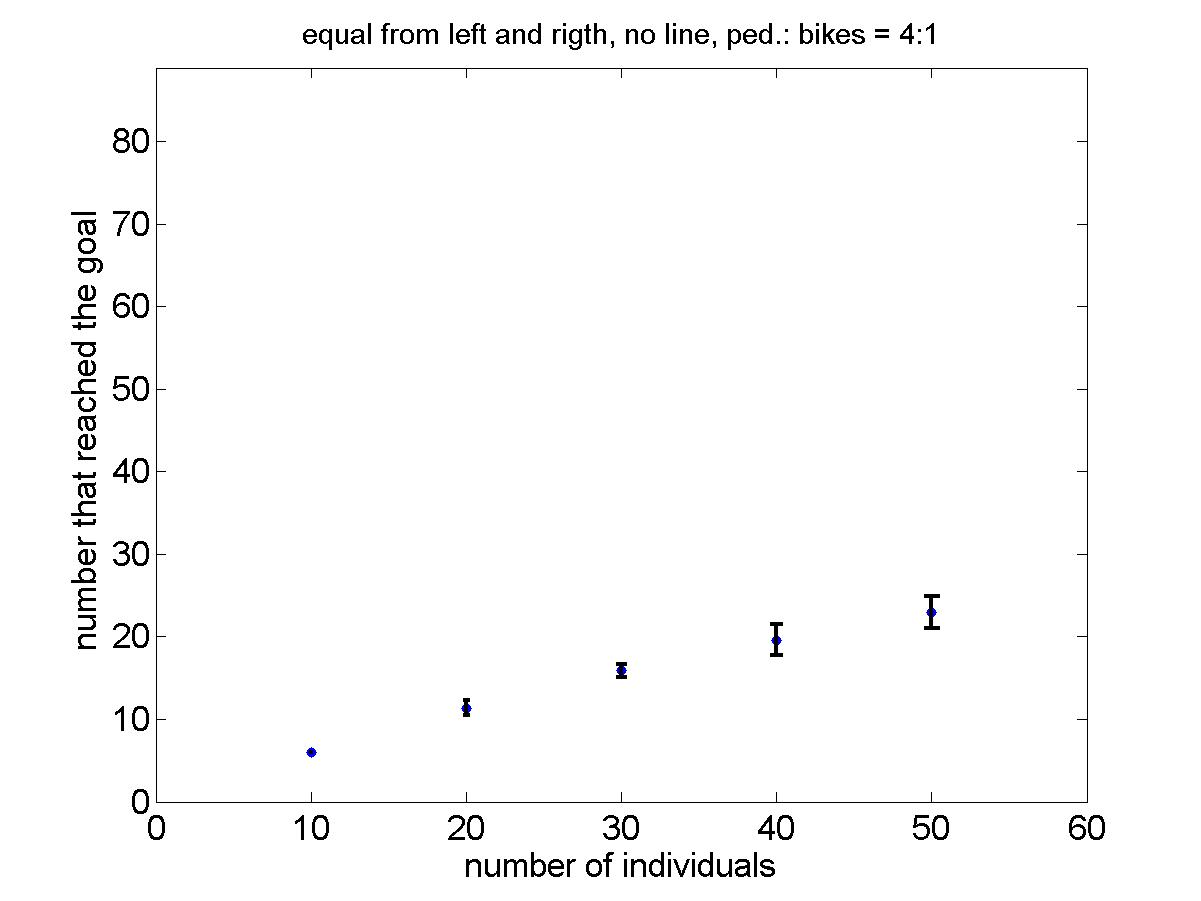 equal from left and rigth, no line, ped.: bikes = 4:1
80
70
60
50
40
30
20
10
0
number that reached the goal
0 10 20 30 40 50 60
number of individuals